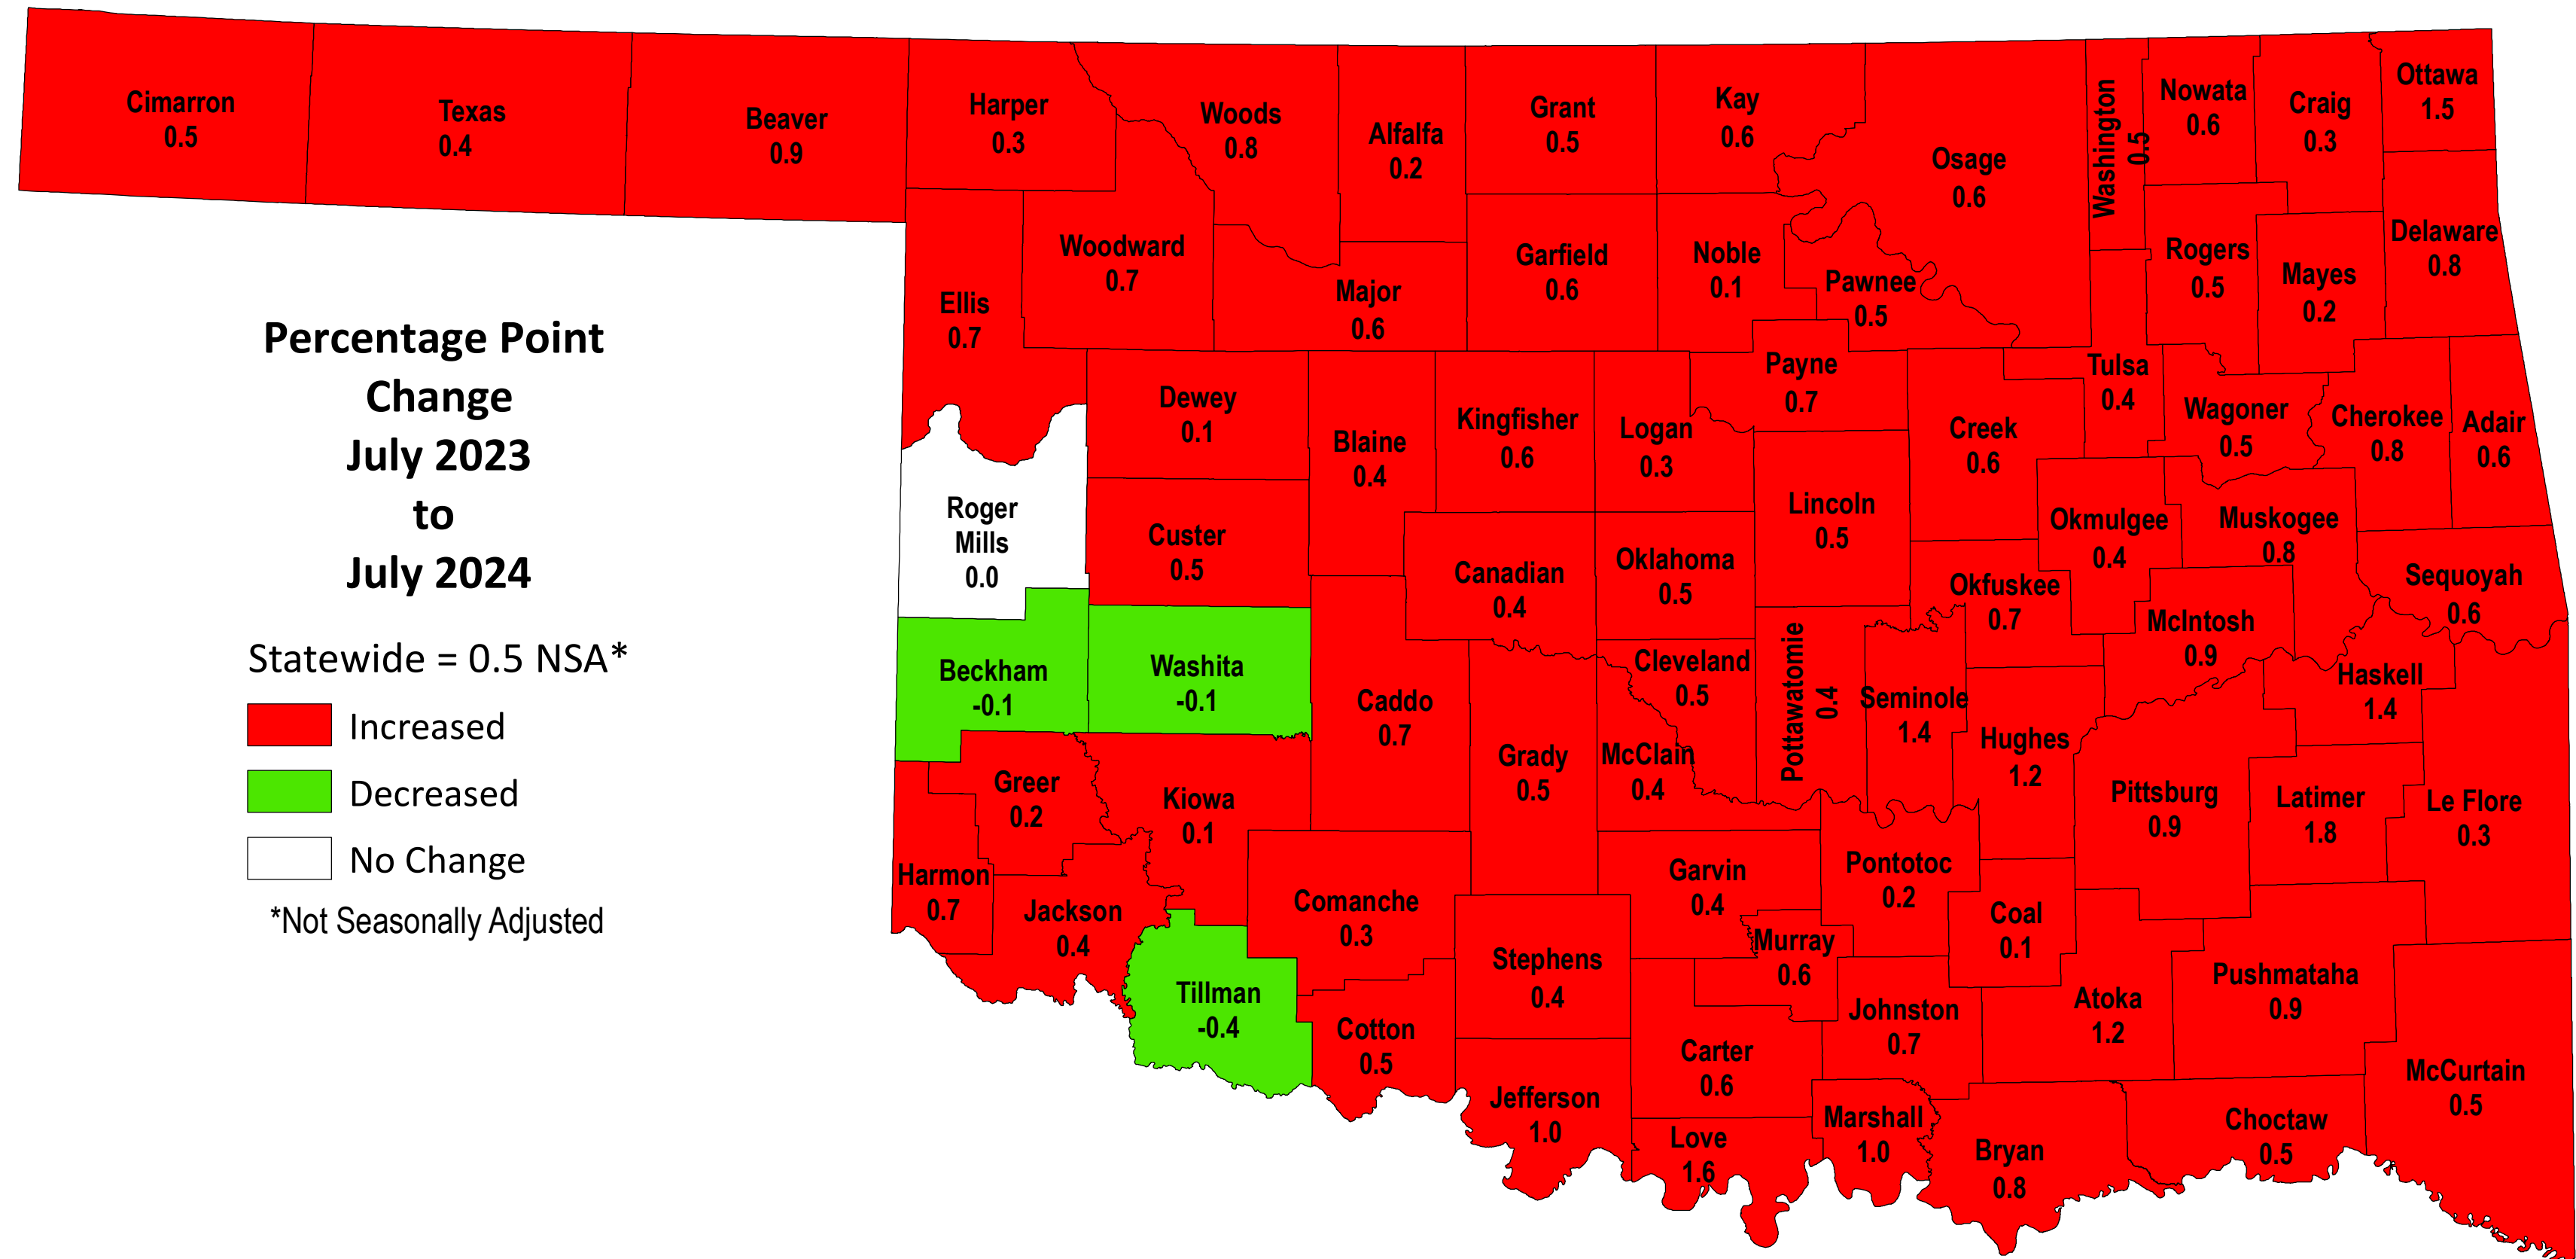 Cimarron
0.5
Texas
0.4
Beaver
0.9
Harper
0.3
Woods
0.8
Alfalfa
0.2
Grant
0.5
Kay
0.6
Osage
0.6
Washington
0.5
Nowata
0.6
Craig
0.3
Ottawa
1.5
Ellis
0.7
Woodward
0.7
Major
0.6
Garfield
0.6
Noble
0.1
Pawnee
0.5
Rogers
0.5
Mayes
0.2
Delaware
0.8
Percentage Point
Change
July 2023
to
July 2024
Statewide = 0.5 NSA*
Increased
Decreased
No Change
*Not Seasonally Adjusted
Dewey
0.1
Blaine
0.4
Kingfisher
0.6
Logan
0.3
Payne
0.7
Creek
0.6
Tulsa
0.4
Wagoner
0.5
Cherokee
0.8
Adair
0.6
Roger
Mills
0.0
Custer
0.5
Canadian
0.4
Oklahoma
0.5
Lincoln
0.5
Okfuskee
0.7
Okmulgee
0.4
Muskogee
0.8
Sequoyah
0.6
McIntosh
0.9
Beckham
-0.1
Washita
-0.1
Caddo
0.7
Grady
0.5
McClain
0.4
Cleveland
0.5
Pottawatomie
0.4
Seminole
1.4
Hughes
1.2
Pittsburg
0.9
Haskell
1.4
Latimer
1.8
Le Flore
0.3
Greer
0.2
Kiowa
0.1
Harmon
0.7
Jackson
0.4
Comanche
0.3
Stephens
0.4
Garvin
0.4
Murray
0.6
Pontotoc
0.2
Coal
0.1
Tillman
-0.4
Cotton
0.5
Jefferson
1.0
Carter
0.6
Love
1.6
Johnston
0.7
Marshall
1.0
Atoka
1.2
Bryan
0.8
Pushmataha
0.9
Choctaw
0.5
McCurtain
0.5